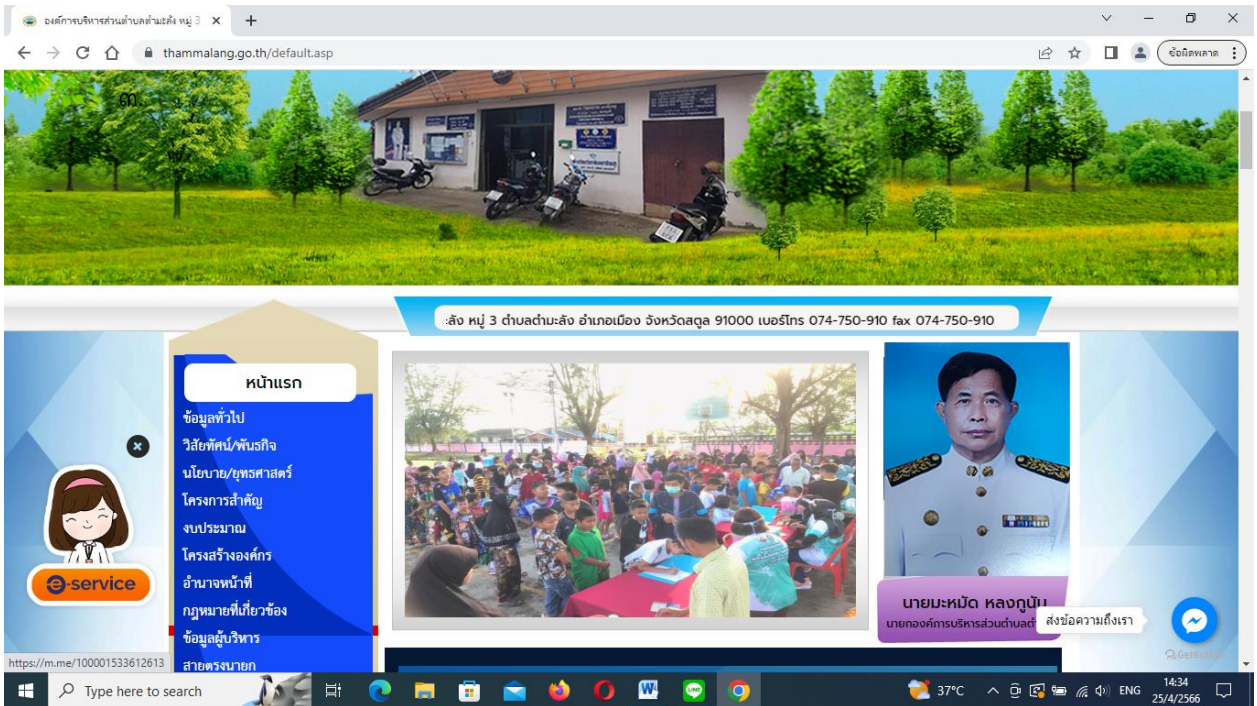 องค์การบริหารส่วนตำบลตำมะลัง หมู่ 3
thammalang.go.th/default.asp
ข้อผิดพลาด
ຕ.
:ลัง หมู่ 3 ตำบลตำมะลัง อำเภอเมือง จังหวัดสตูล 91000 เบอร์โทร 074-750-910 fax 074-750-910
หน้าแรก
ข้อมูลทั่วไป
วิสัยทัศน์/พันธกิจ
นโยบาย/ยุทธศาสตร์
โครงการสำคัญ
งบประมาณ
โครงสร้างองค์กร
อำนาจหน้าที่
กฎหมายที่เกี่ยวข้อง
ข้อมูลผู้บริหาร
สายตรงนายก
e-service
นายมะหมัด หลงกูนัน
นายกองค์การบริหารส่วนตำบลตำ
ส่งข้อความถึงเรา
GetButton
https://m.me/100001533612613
Type here to search
37°C
ENG
14:34
25/4/2566